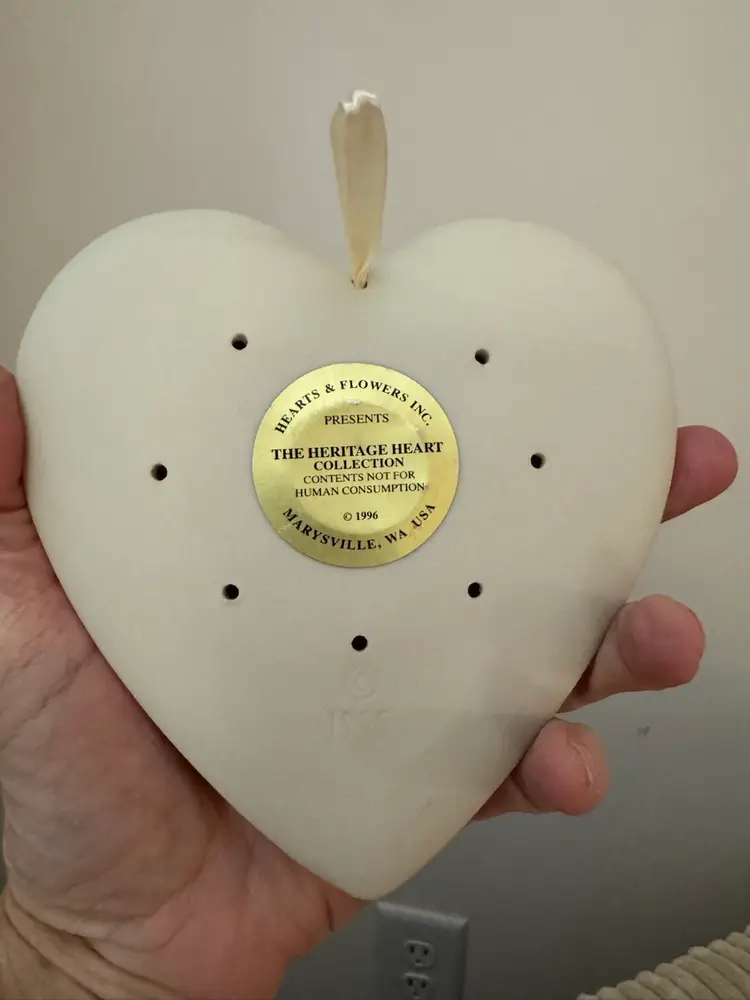 HEARTS & FLOWERS INC.
PRESENTS
THE HERITAGE HEART
COLLECTION
CONTENTS NOT FOR
HUMAN CONSUMPTION
© 1996
MARYSVILLE, WA USA
©